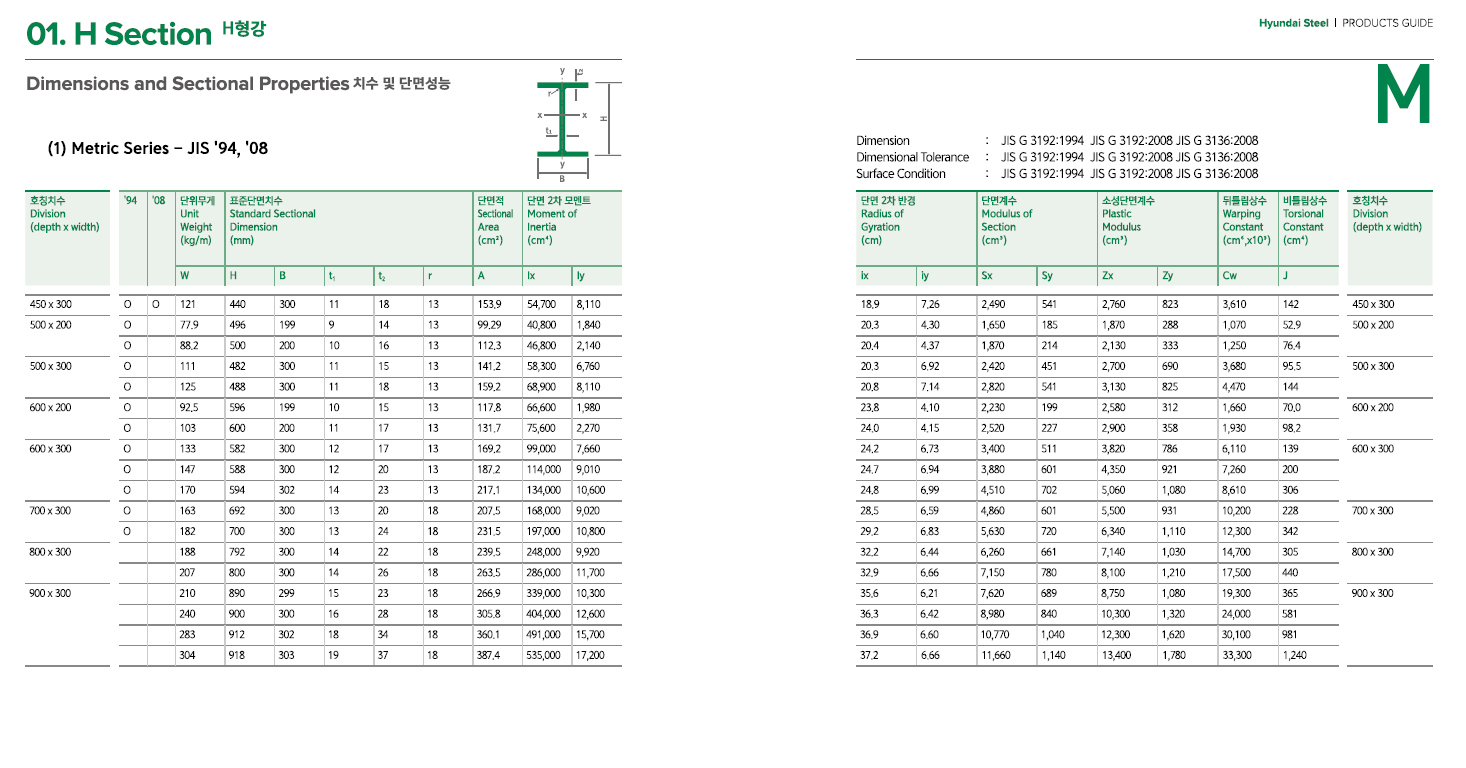 01. H Section H형강
Hyundai Steel | PRODUCTS GUIDE
Dimensions and Sectional Properties 치수 및 단면성능
M
(1) Metric Series – JIS '94, '08
y t₂
r
x x
t₁
H
y
B
Dimension : JIS G 3192:1994 JIS G 3192:2008 JIS G 3136:2008
Dimensional Tolerance : JIS G 3192:1994 JIS G 3192:2008 JIS G 3136:2008
Surface Condition : JIS G 3192:1994 JIS G 3192:2008 JIS G 3136:2008
호칭치수 '94 '08 단위무게 표준단면치수 단면적 단면 2차 모멘트 단면 2차 반경 단면계수 소성단면계수 뒤틀림상수 비틀림상수 호칭치수
Division Unit Standard Sectional Sectional Moment of Radius of Modulus of Plastic Warping Torsional Division
(depth x width) Weight Dimension Area Inertia Gyration Section Modulus Constant Constant (depth x width)
(kg/m) (mm) (cm²) (cm⁴) (cm) (cm³) (cm³) (cm⁶,x10³) (cm⁴)
W H B t₁ t₂ r A Ix Iy ix iy Sx Sy Zx Zy Cw J
450 x 300 O O 121 440 300 11 18 13 153.9 54,700 8,110 18.9 7.26 2,490 541 2,760 823 3,610 142 450 x 300
500 x 200 O 77.9 496 199 9 14 13 99.29 40,800 1,840 20.3 4.30 1,650 185 1,870 288 1,070 52.9 500 x 200
O 88.2 500 200 10 16 13 112.3 46,800 2,140 20.4 4.37 1,870 214 2,130 333 1,250 76.4
500 x 300 O 111 482 300 11 15 13 141.2 58,300 6,760 20.3 6.92 2,420 451 2,700 690 3,680 95.5 500 x 300
O 125 488 300 11 18 13 159.2 68,900 8,110 20.8 7.14 2,820 541 3,130 825 4,470 144
600 x 200 O 92.5 596 199 10 15 13 117.8 66,600 1,980 23.8 4.10 2,230 199 2,580 312 1,660 70.0 600 x 200
O 103 600 200 11 17 13 131.7 75,600 2,270 24.0 4.15 2,520 227 2,900 358 1,930 98.2
600 x 300 O 133 582 300 12 17 13 169.2 99,000 7,660 24.2 6.73 3,400 511 3,820 786 6,110 139 600 x 300
O 147 588 300 12 20 13 187.2 114,000 9,010 24.7 6.94 3,880 601 4,350 921 7,260 200
O 170 594 302 14 23 13 217.1 134,000 10,600 24.8 6.99 4,510 702 5,060 1,080 8,610 306
700 x 300 O 163 692 300 13 20 18 207.5 168,000 9,020 28.5 6.59 4,860 601 5,500 931 10,200 228 700 x 300
O 182 700 300 13 24 18 231.5 197,000 10,800 29.2 6.83 5,630 720 6,340 1,110 12,300 342
800 x 300 188 792 300 14 22 18 239.5 248,000 9,920 32.2 6.44 6,260 661 7,140 1,030 14,700 305 800 x 300
207 800 300 14 26 18 263.5 286,000 11,700 32.9 6.66 7,150 780 8,100 1,210 17,500 440
900 x 300 210 890 299 15 23 18 266.9 339,000 10,300 35.6 6.21 7,620 689 8,750 1,080 19,300 365 900 x 300
240 900 300 16 28 18 305.8 404,000 12,600 36.3 6.42 8,980 840 10,300 1,320 24,000 581
283 912 302 18 34 18 360.1 491,000 15,700 36.9 6.60 10,770 1,040 12,300 1,620 30,100 981
304 918 303 19 37 18 387.4 535,000 17,200 37.2 6.66 11,660 1,140 13,400 1,780 33,300 1,240